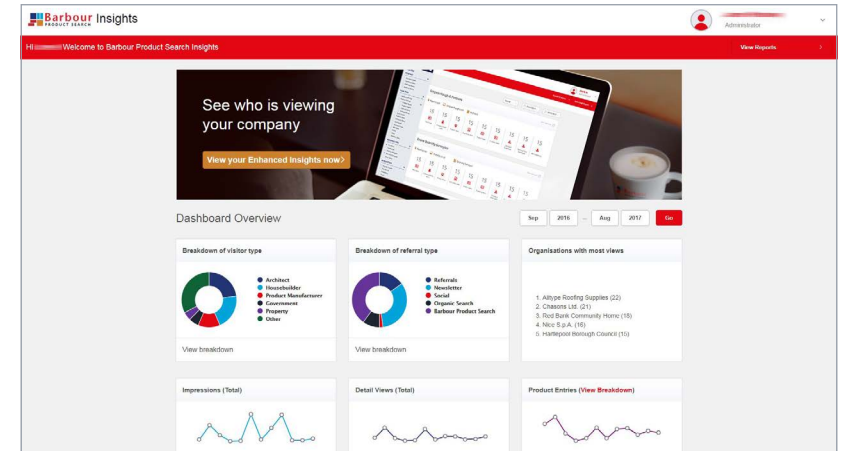 Barbour Insights
PRODUCT SEARCH
Administrator
Hi Welcome to Barbour Product Search Insights
View Reports
See who is viewing
your company
View your Enhanced Insights now
Dashboard Overview
Sep 2016 – Aug 2017 Go
Breakdown of visitor type
Architect
Housebuilder
Product Manufacturer
Government
Property
Other
View breakdown
Breakdown of referral type
Referrals
Newsletter
Social
Organic Search
Barbour Product Search
View breakdown
Organisations with most views
1. Alltype Roofing Supplies (22)
2. Chasons Ltd. (21)
3. Red Bank Community Home (18)
4. Nice S.p.A. (16)
5. Hartlepool Borough Council (15)
Impressions (Total)
Detail Views (Total)
Product Entries (View Breakdown)